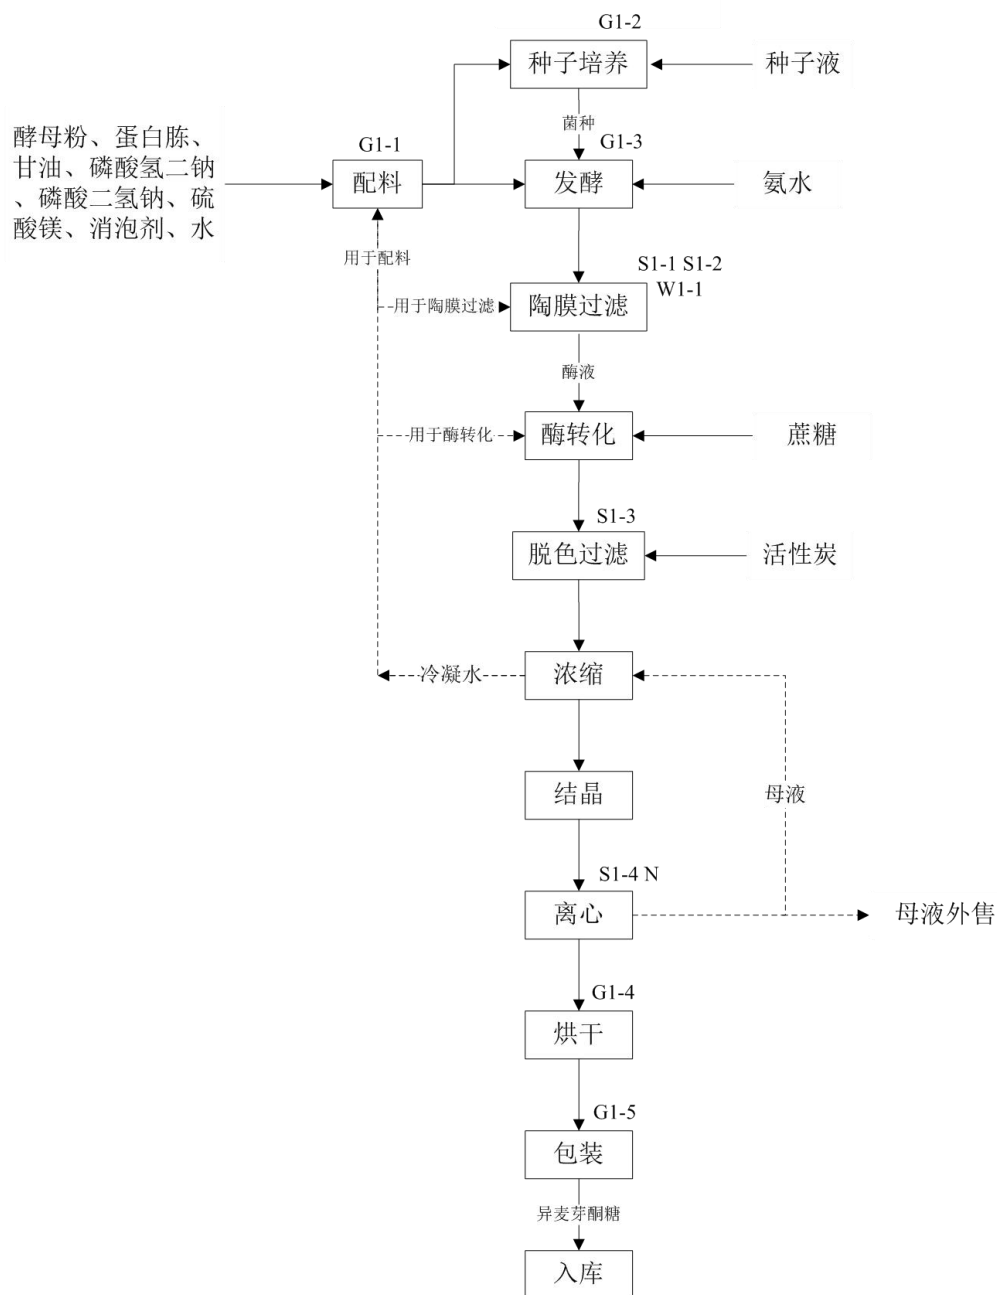 G1-2
种子培养
种子液
菌种
酵母粉、蛋白胨、
甘油、磷酸氢二钠
、磷酸二氢钠、硫
酸镁、消泡剂、水
G1-1
配料
G1-3
发酵
氨水
用于配料
S1-1 S1-2
W1-1
用于陶膜过滤
陶膜过滤
酶液
用于酶转化
酶转化
蔗糖
S1-3
脱色过滤
活性炭
冷凝水
浓缩
结晶
母液
S1-4 N
离心
母液外售
G1-4
烘干
G1-5
包装
异麦芽酮糖
入库